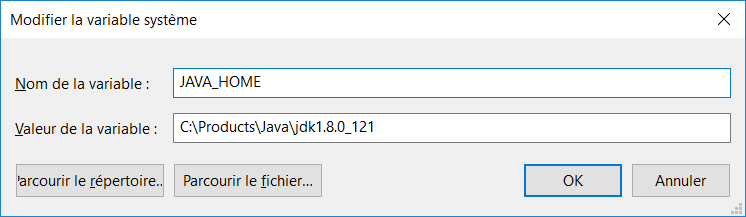 Modifier la variable système
Nom de la variable : JAVA_HOME
Valeur de la variable : C:\Products\Java\jdk1.8.0_121
Parcourir le répertoire... Parcourir le fichier... OK Annuler